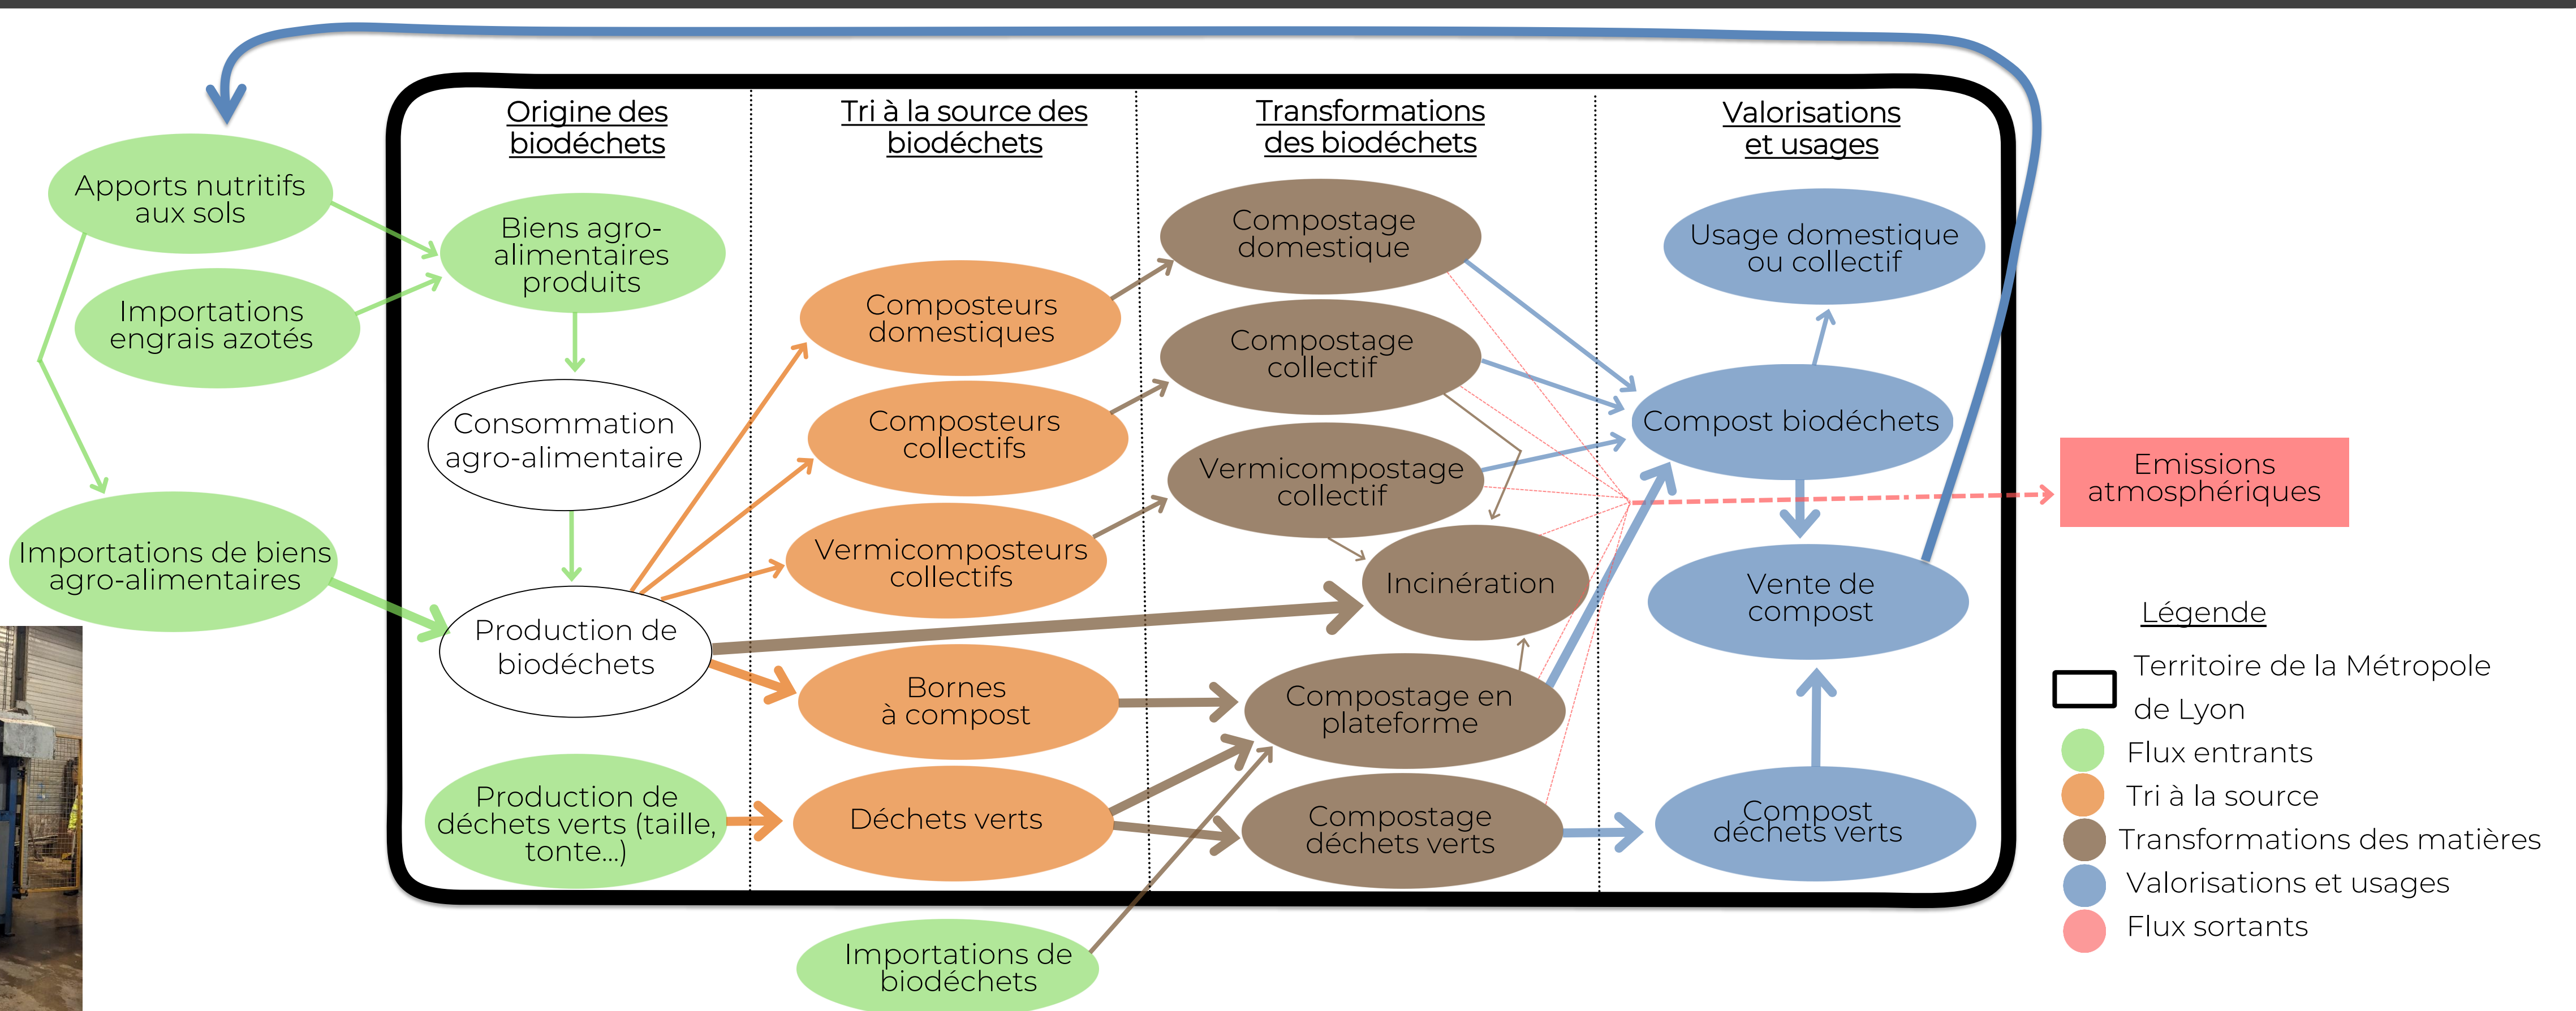 Origine des
biodéchets
Tri à la source des
biodéchets
Transformations
des biodéchets
Valorisations
et usages
Apports nutritifs
aux sols
Importations
engrais azotés
Importations de biens
agro-alimentaires
Biens agro-
alimentaires
produits
Consommation
agro-alimentaire
Production de
biodéchets
Production de
déchets verts (taille,
tonte...)
Composteurs
domestiques
Composteurs
collectifs
Vermicomposteurs
collectifs
Bornes
à compost
Déchets verts
Importations de
biodéchets
Compostage
domestique
Compostage
collectif
Vermicompostage
collectif
Incinération
Compostage en
plateforme
Compostage
déchets verts
Usage domestique
ou collectif
Compost biodéchets
Vente de
compost
Compost
déchets verts
Emissions
atmosphériques
Légende
Territoire de la Métropole
de Lyon
Flux entrants
Tri à la source
Transformations des matières
Valorisations et usages
Flux sortants